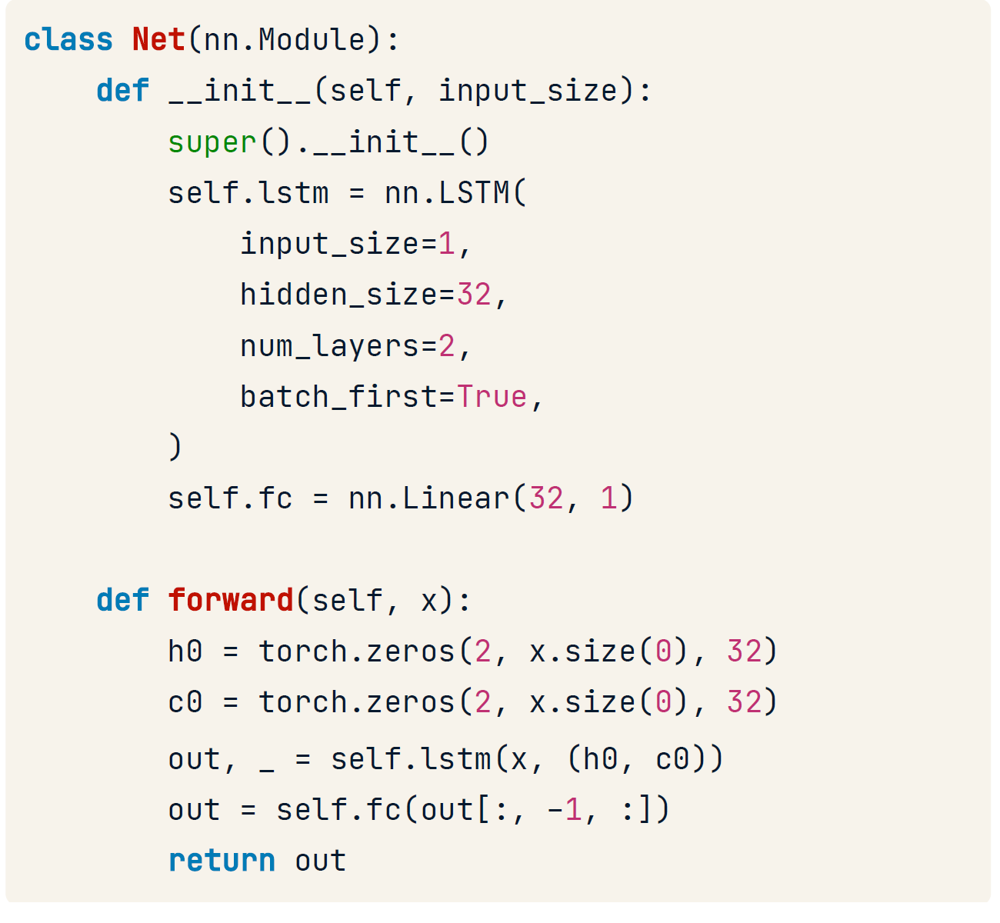 class Net(nn.Module):
    def __init__(self, input_size):
        super().__init__()
        self.lstm = nn.LSTM(
            input_size=1,
            hidden_size=32,
            num_layers=2,
            batch_first=True,
        )
        self.fc = nn.Linear(32, 1)

    def forward(self, x):
        h0 = torch.zeros(2, x.size(0), 32)
        c0 = torch.zeros(2, x.size(0), 32)
        out, _ = self.lstm(x, (h0, c0))
        out = self.fc(out[:, -1, :])
        return out